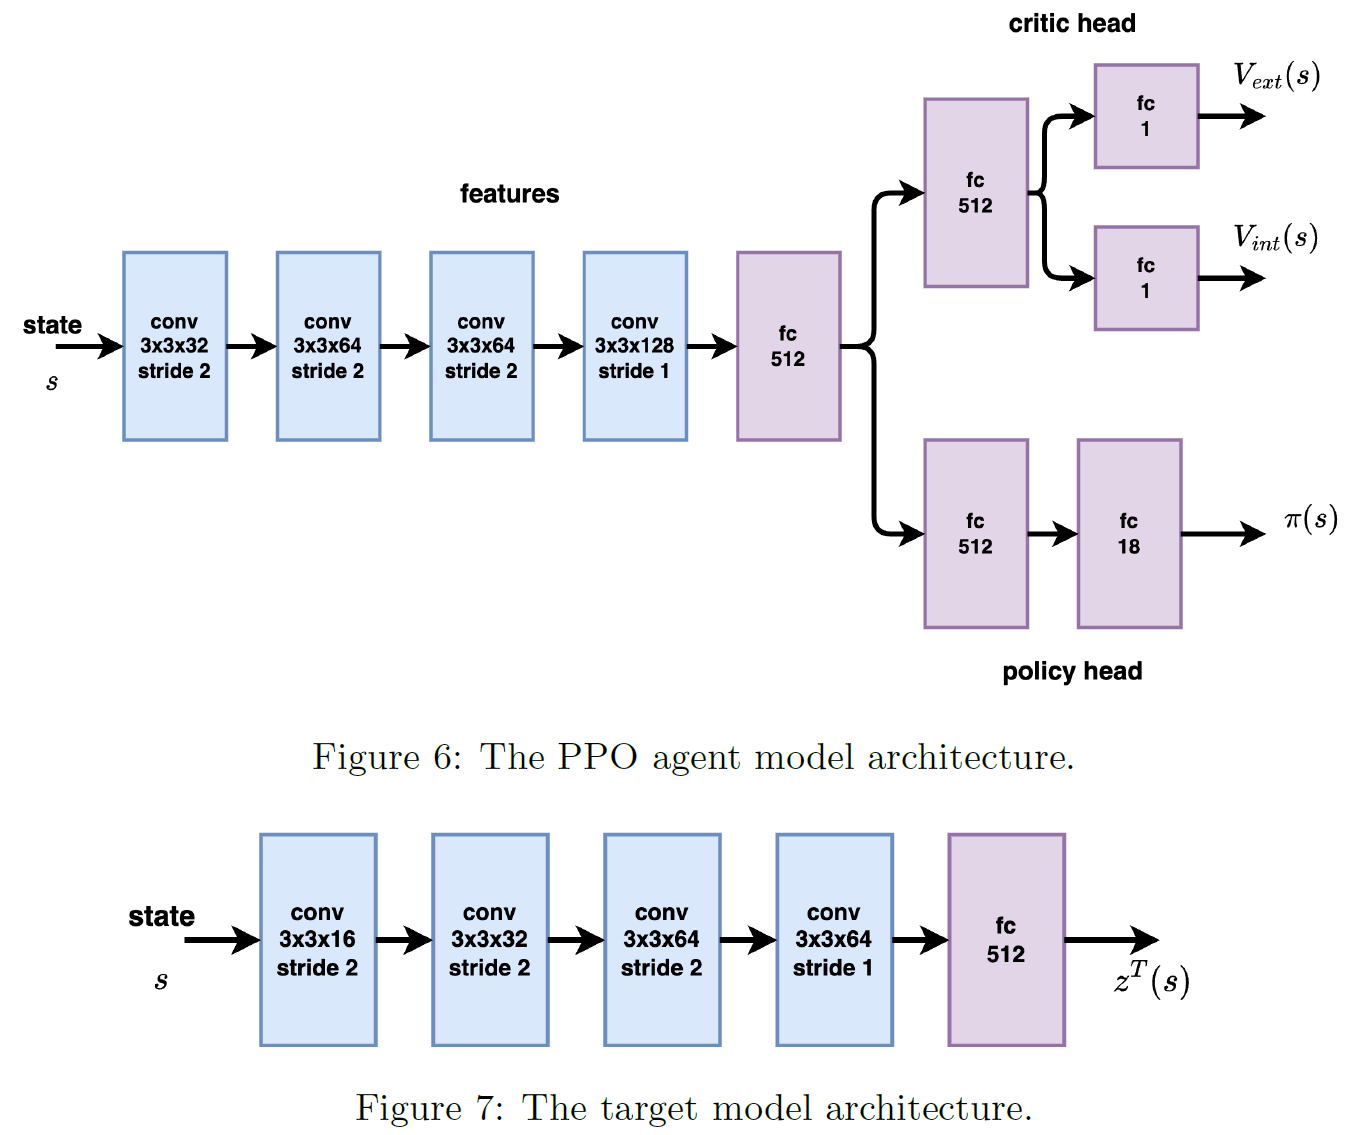 critic head
fc
1
V_ext(s)
fc
512
fc
1
V_int(s)
features
state
s
conv
3x3x32
stride 2
conv
3x3x64
stride 2
conv
3x3x64
stride 2
conv
3x3x128
stride 1
fc
512
fc
512
fc
18
π(s)
policy head
Figure 6: The PPO agent model architecture.
state
s
conv
3x3x16
stride 2
conv
3x3x32
stride 2
conv
3x3x64
stride 2
conv
3x3x64
stride 1
fc
512
z^T(s)
Figure 7: The target model architecture.